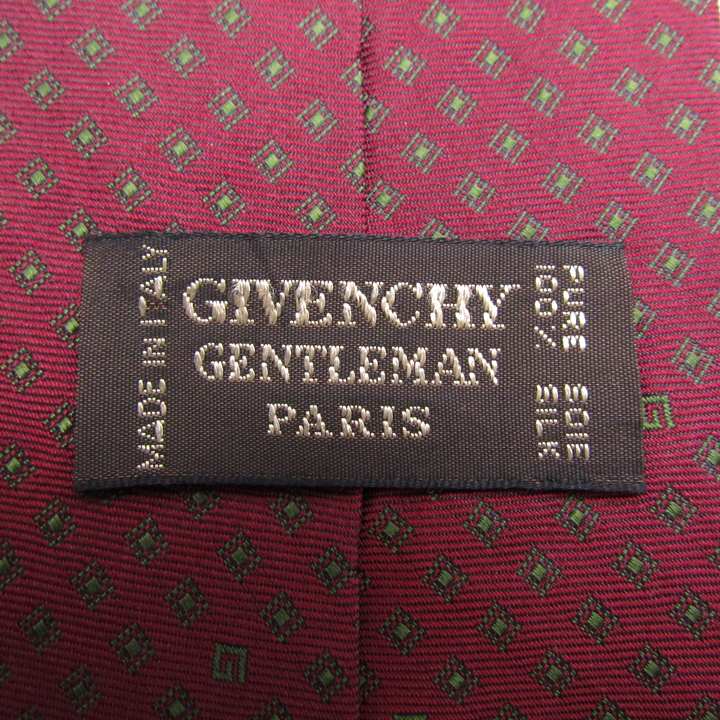 MADE IN ITALY
GIVENCHY
GENTLEMAN
PARIS
PURE SOIE
100% SILK
G
G